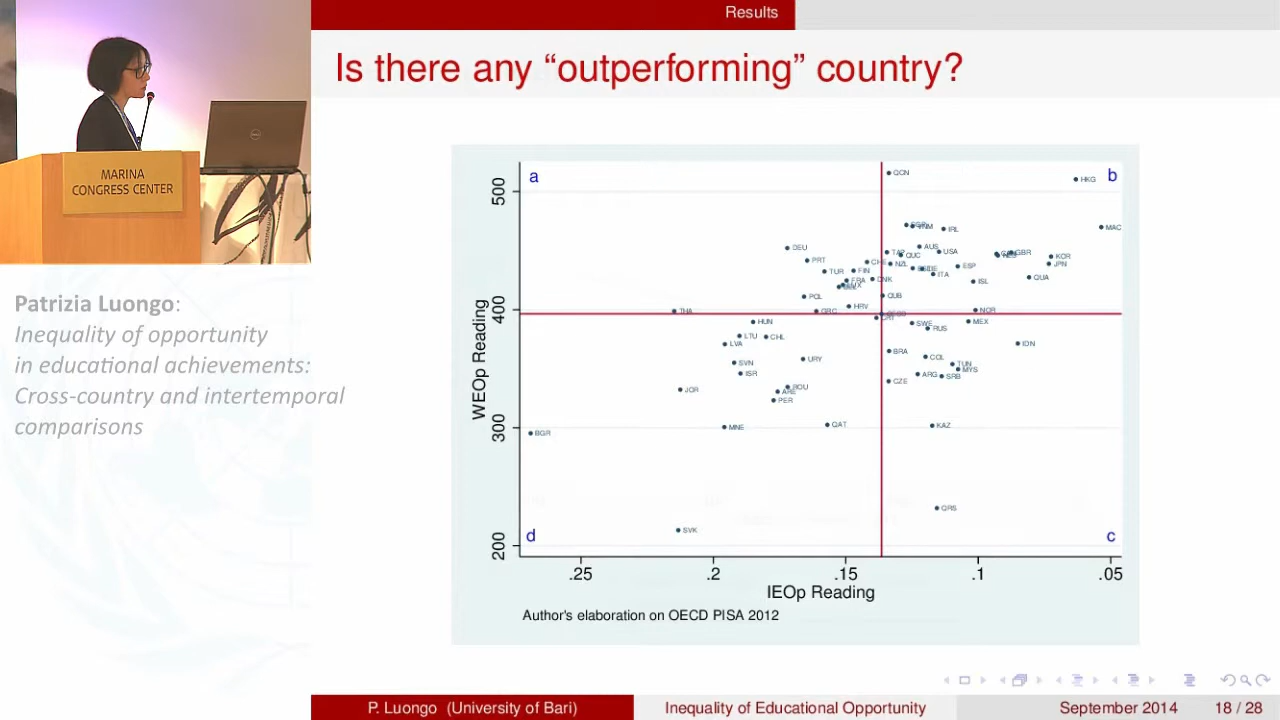 Results
Is there any “outperforming” country?
MARINA
CONGRESS CENTER
Patrizia Luongo:
Inequality of opportunity
in educational achievements:
Cross-country and intertemporal
comparisons
a
b
QCN
HKG
IRL
MAC
DEU
AUS
USA
GBR
PRT
QUC
KOR
NZL
ESP
JPN
TUR
FIN
ITA
DNK
ISL
QUA
POL
QUB
HRV
THA
GRC
NOR
HUN
SWE
MEX
RUS
LTU
CHL
LVA
ION
BRA
URY
COL
SVN
TUN
ISR
MYS
ARG
SRB
CZE
JOR
ROU
ARE
PER
MNE
QAT
KAZ
BGR
QRS
SVK
d
c
500
400
300
200
WEOp Reading
.25
.2
.15
.1
.05
IEOp Reading
Author's elaboration on OECD PISA 2012
P. Luongo (University of Bari)
Inequality of Educational Opportunity
September 2014
18 / 28